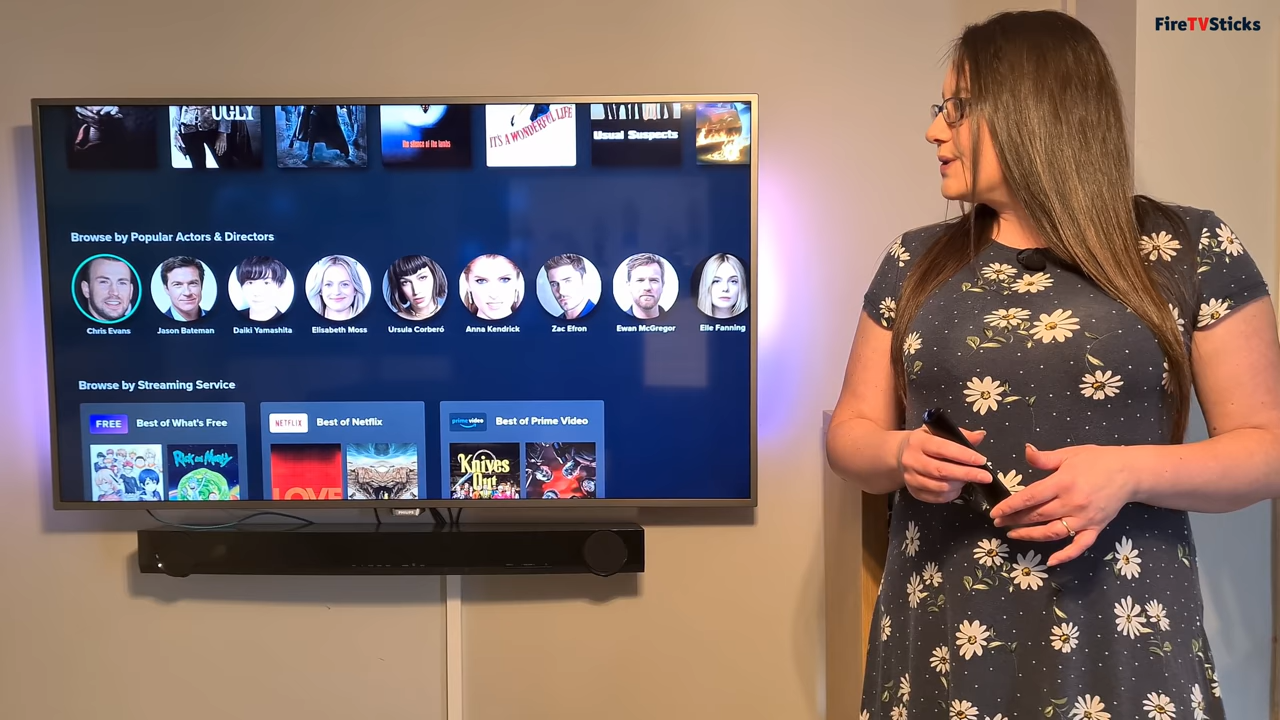 FireTVSticks
UGLY
the silence of the lambs
IT'S A WONDERFUL LIFE
Usual Suspects
Browse by Popular Actors & Directors
Chris Evans
Jason Bateman
Daiki Yamashita
Elisabeth Moss
Úrsula Corberó
Anna Kendrick
Zac Efron
Ewan McGregor
Elle Fanning
Browse by Streaming Service
FREE
Best of What's Free
NETFLIX
Best of Netflix
prime video
Best of Prime Video
Rick and Morty
LOVE
Knives
Out
PHILIPS